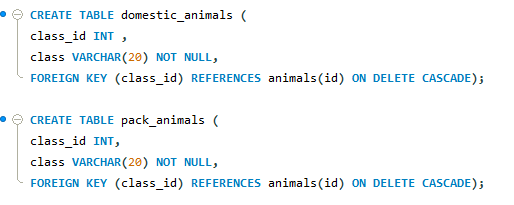 CREATE TABLE domestic_animals (
class_id INT ,
class VARCHAR(20) NOT NULL,
FOREIGN KEY (class_id) REFERENCES animals(id) ON DELETE CASCADE);
CREATE TABLE pack_animals (
class_id INT,
class VARCHAR(20) NOT NULL,
FOREIGN KEY (class_id) REFERENCES animals(id) ON DELETE CASCADE);